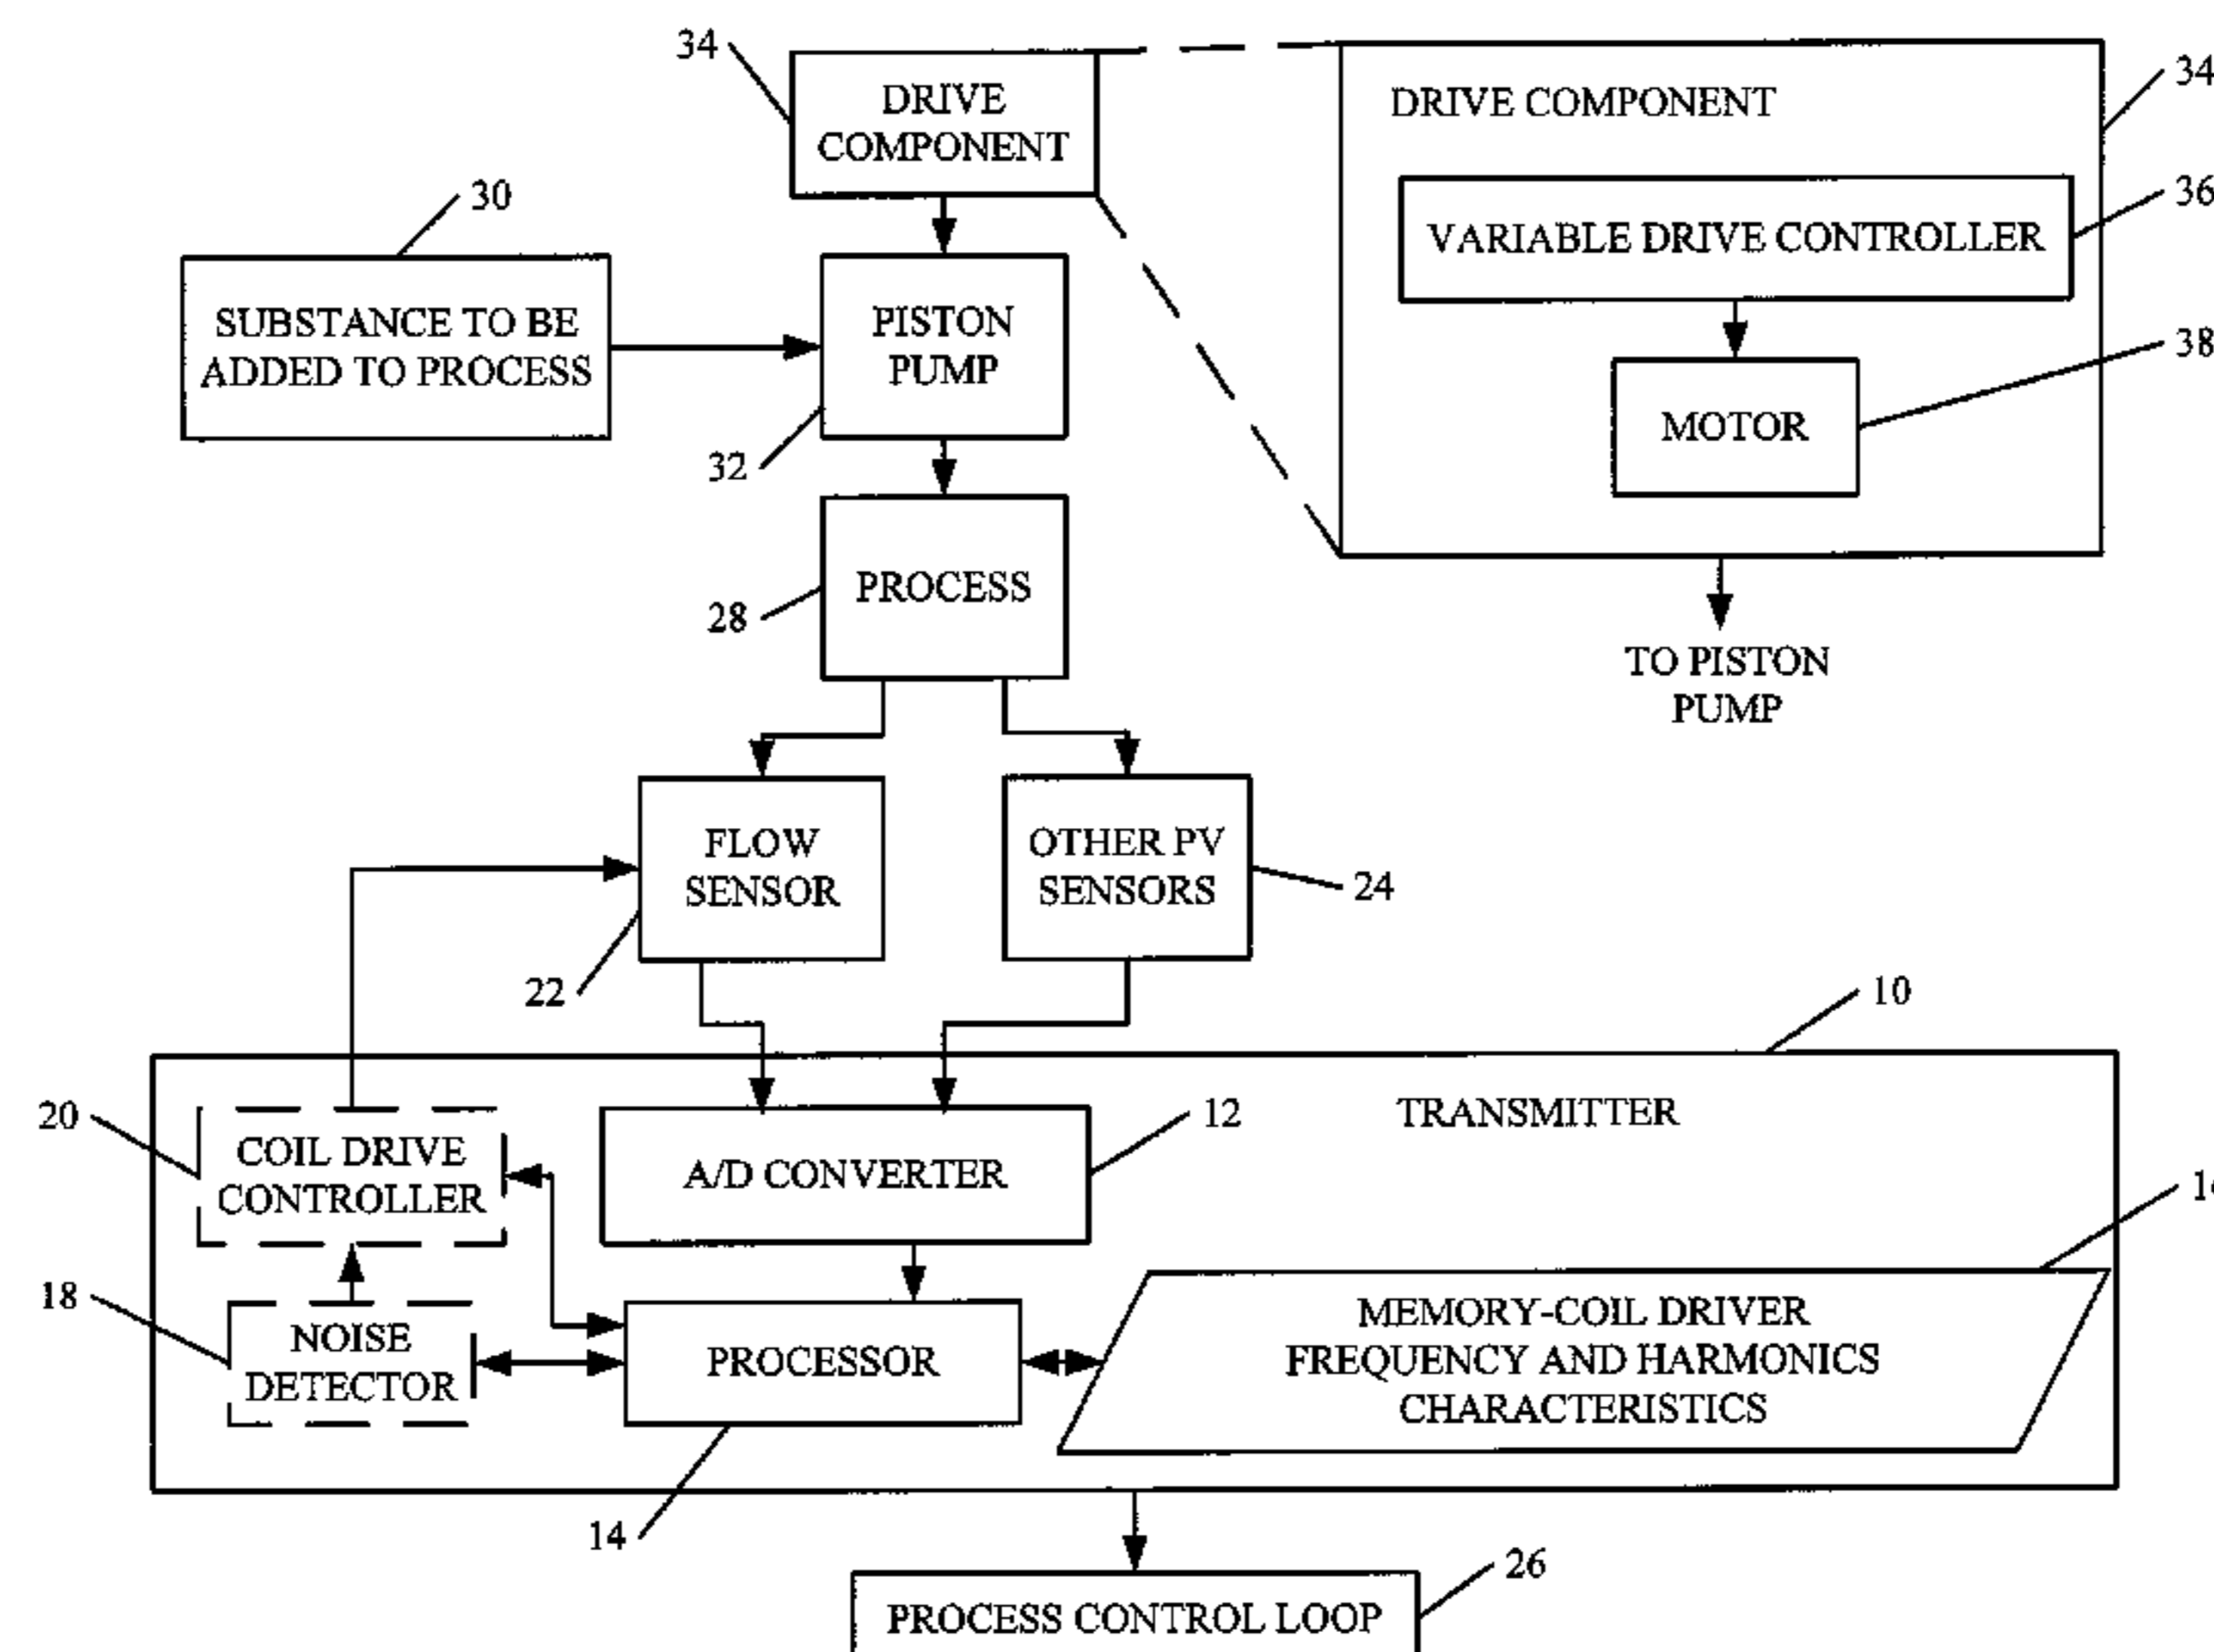 34
DRIVE
COMPONENT
34
DRIVE COMPONENT
36
VARIABLE DRIVE CONTROLLER
30
SUBSTANCE TO BE
ADDED TO PROCESS
PISTON
PUMP
32
38
MOTOR
PROCESS
28
TO PISTON
PUMP
FLOW
SENSOR
22
OTHER PV
SENSORS
24
10
TRANSMITTER
20
COIL DRIVE
CONTROLLER
A/D CONVERTER
12
18
NOISE
DETECTOR
PROCESSOR
14
MEMORY-COIL DRIVER
FREQUENCY AND HARMONICS
CHARACTERISTICS
26
PROCESS CONTROL LOOP